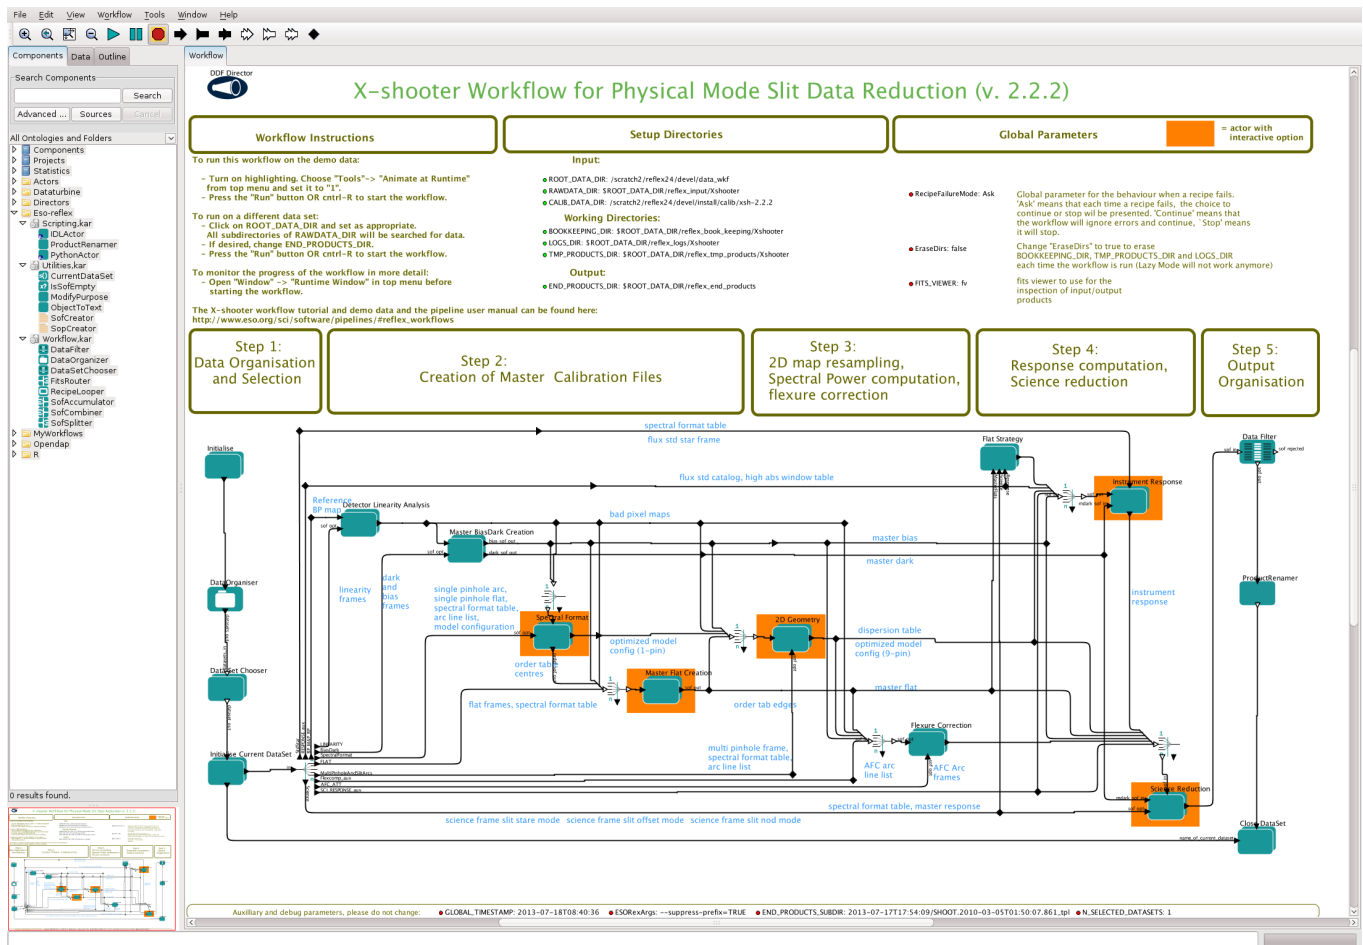 File Edit View Workflow Tools Window Help
Components Data Outline
Workflow
Search Components
Search
Advanced ... Sources Cancel
All Ontologies and Folders
Components
Projects
Statistics
Actors
Dataturbine
Directors
Eso-reflex
Scripting.kar
IDLActor
ProductRenamer
PythonActor
Utilities.kar
CurrentDataSet
IsSofEmpty
ModifyPurpose
ObjectToText
SofCreator
SopCreator
Workflow.kar
DataFilter
DataOrganizer
DataSetChooser
FitsRouter
RecipeLooper
SofAccumulator
SofCombiner
SofSplitter
MyWorkflows
Opendap
R
0 results found.
DDF Director
X-shooter Workflow for Physical Mode Slit Data Reduction (v. 2.2.2)
Workflow Instructions
Setup Directories
Global Parameters
= actor with
interactive option
To run this workflow on the demo data:
- Turn on highlighting. Choose "Tools"-> "Animate at Runtime"
from top menu and set it to "1".
- Press the "Run" button OR cntrl-R to start the workflow.
To run on a different data set:
- Click on ROOT_DATA_DIR and set as appropriate.
All subdirectories of RAWDATA_DIR will be searched for data.
- If desired, change END_PRODUCTS_DIR.
- Press the "Run" button OR cntrl-R to start the workflow.
To monitor the progress of the workflow in more detail:
- Open "Window" -> "Runtime Window" in top menu before
starting the workflow.
The X-shooter workflow tutorial and demo data and the pipeline user manual can be found here:
http://www.eso.org/sci/software/pipelines/#reflex_workflows
Input:
ROOT_DATA_DIR: /scratch2/reflex24/devel/data_wkf
RAWDATA_DIR: $ROOT_DATA_DIR/reflex_input/Xshooter
CALIB_DATA_DIR: /scratch2/reflex24/devel/install/calib/xsh-2.2.2
Working Directories:
BOOKKEEPING_DIR: $ROOT_DATA_DIR/reflex_book_keeping/Xshooter
LOGS_DIR: $ROOT_DATA_DIR/reflex_logs/Xshooter
TMP_PRODUCTS_DIR: $ROOT_DATA_DIR/reflex_tmp_products/Xshooter
Output:
END_PRODUCTS_DIR: $ROOT_DATA_DIR/reflex_end_products
RecipeFailureMode: Ask
Global parameter for the behaviour when a recipe fails.
'Ask' means that each time a recipe fails, the choice to
continue or stop wil be presented. 'Continue' means that
the workflow will ignore errors and continue, `Stop' means
it will stop.
EraseDirs: false
Change "EraseDirs" to true to erase
BOOKKEEPING_DIR, TMP_PRODUCTS_DIR and LOGS_DIR
each time the workflow is run (Lazy Mode will not work anymore)
FITS_VIEWER: fv
fits viewer to use for the
inspection of input/output
products
Step 1:
Data Organisation
and Selection
Step 2:
Creation of Master Calibration Files
Step 3:
2D map resampling,
Spectral Power computation,
flexure correction
Step 4:
Response computation,
Science reduction
Step 5:
Output
Organisation
spectral format table
flux std star frame
Initialise
Flat Strategy
Data Filter
sof rejected
flux std catalog, high abs window table
Instrument Response
Reference
BP map
Detector Linearity Analysis
bad pixel maps
Master BiasDark Creation
bias_sof_out
dark_sof_out
master bias
master dark
DataOrganiser
linearity
frames
dark
and
bias
frames
single pinhole arc,
single pinhole flat,
spectral format table,
arc line list,
model configuration
ProductRenamer
instrument
response
Spectral Format
2D Geometry
optimized model
config (1-pin)
dispersion table
optimized model
config (9-pin)
order tab
centres
DataSet Chooser
Master Flat Creation
master flat
flat frames, spectral format table
order tab edges
Flexure Correction
multi pinhole frame,
spectral format table,
arc line list
AFC arc
line list
AFC Arc
frames
Initialise Current DataSet
LINEARITY
BiasDark
SpectralFormat
FLAT
MultiPinholeAndSlitArcs
Flexcomp_aux
AFC_ATT
SCI_RESPONSE_aux
Science Reduction
spectral format table, master response
science frame slit stare mode science frame slit offset mode science frame slit nod mode
Close DataSet
name_of_current_dataset
Auxilliary and debug parameters, please do not change: GLOBAL_TIMESTAMP: 2013-07-18T08:40:36 ESORexArgs: --suppress-prefix=TRUE END_PRODUCTS_SUBDIR: 2013-07-17T17:54:09/SHOOT.2010-03-05T01:50:07.861_tpl N_SELECTED_DATASETS: 1